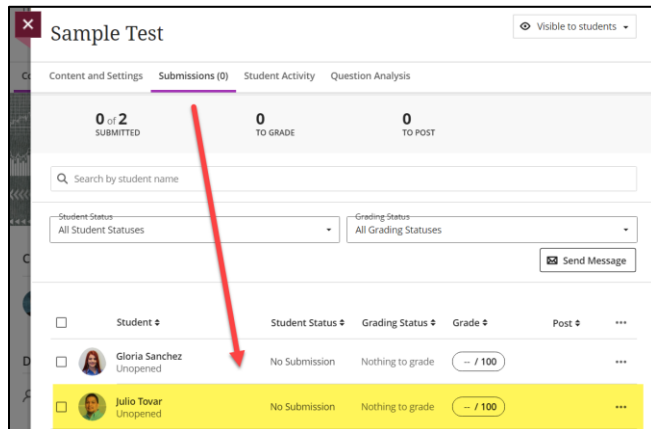 Sample Test
Visible to students
Content and Settings Submissions (0) Student Activity Question Analysis
0 of 2 0 0
SUBMITTED TO GRADE TO POST
Search by student name
Student Status Grading Status
All Student Statuses All Grading Statuses
Send Message
Student Student Status Grading Status Grade Post
Gloria Sanchez
Unopened No Submission Nothing to grade -- / 100
Julio Tovar
Unopened No Submission Nothing to grade -- / 100